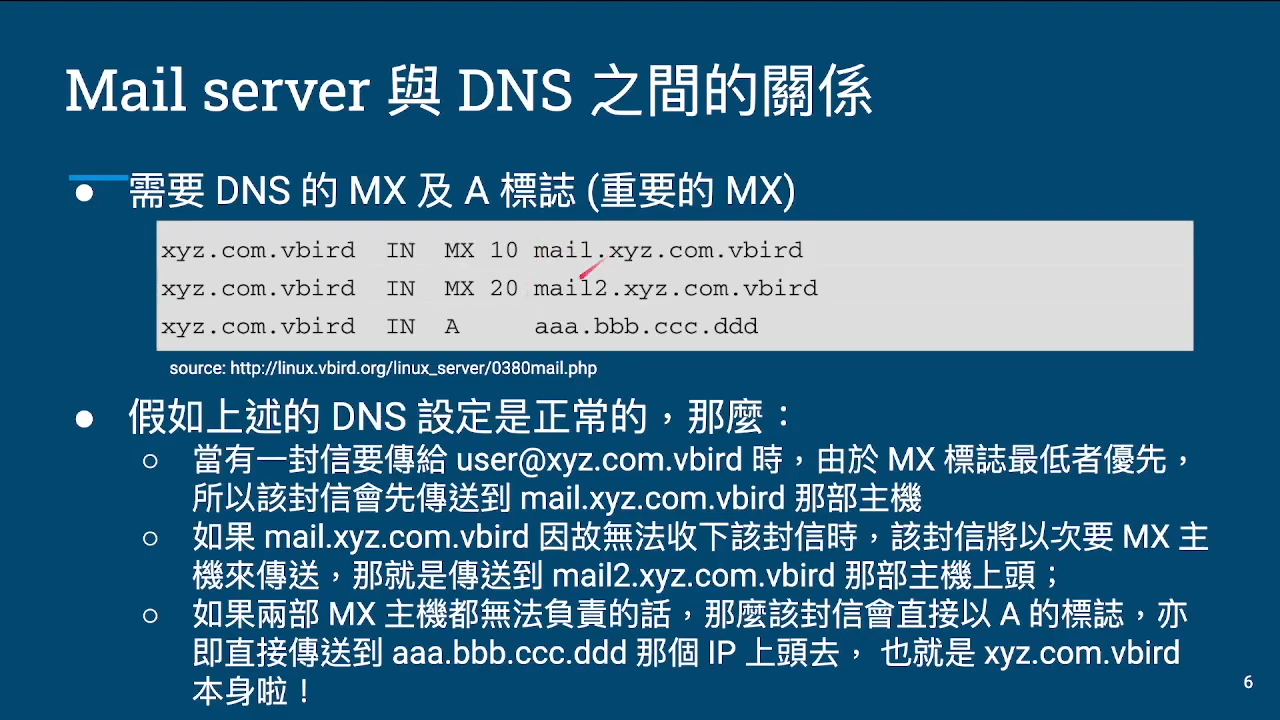 Mail server 與 DNS 之間的關係
● 需要 DNS 的 MX 及 A 標誌 (重要的 MX)
xyz.com.vbird IN MX 10 mail.xyz.com.vbird
xyz.com.vbird IN MX 20 mail2.xyz.com.vbird
xyz.com.vbird IN A aaa.bbb.ccc.ddd
source: http://linux.vbird.org/linux_server/0380mail.php
● 假如上述的 DNS 設定是正常的，那麼：
○ 當有一封信要傳給 user@xyz.com.vbird 時，由於 MX 標誌最低者優先，
所以該封信會先傳送到 mail.xyz.com.vbird 那部主機
○ 如果 mail.xyz.com.vbird 因故無法收下該封信時，該封信將以次要 MX 主
機來傳送，那就是傳送到 mail2.xyz.com.vbird 那部主機上頭；
○ 如果兩部 MX 主機都無法負責的話，那麼該封信會直接以 A 的標誌，亦
即直接傳送到 aaa.bbb.ccc.ddd 那個 IP 上頭去， 也就是 xyz.com.vbird
本身啦！
6